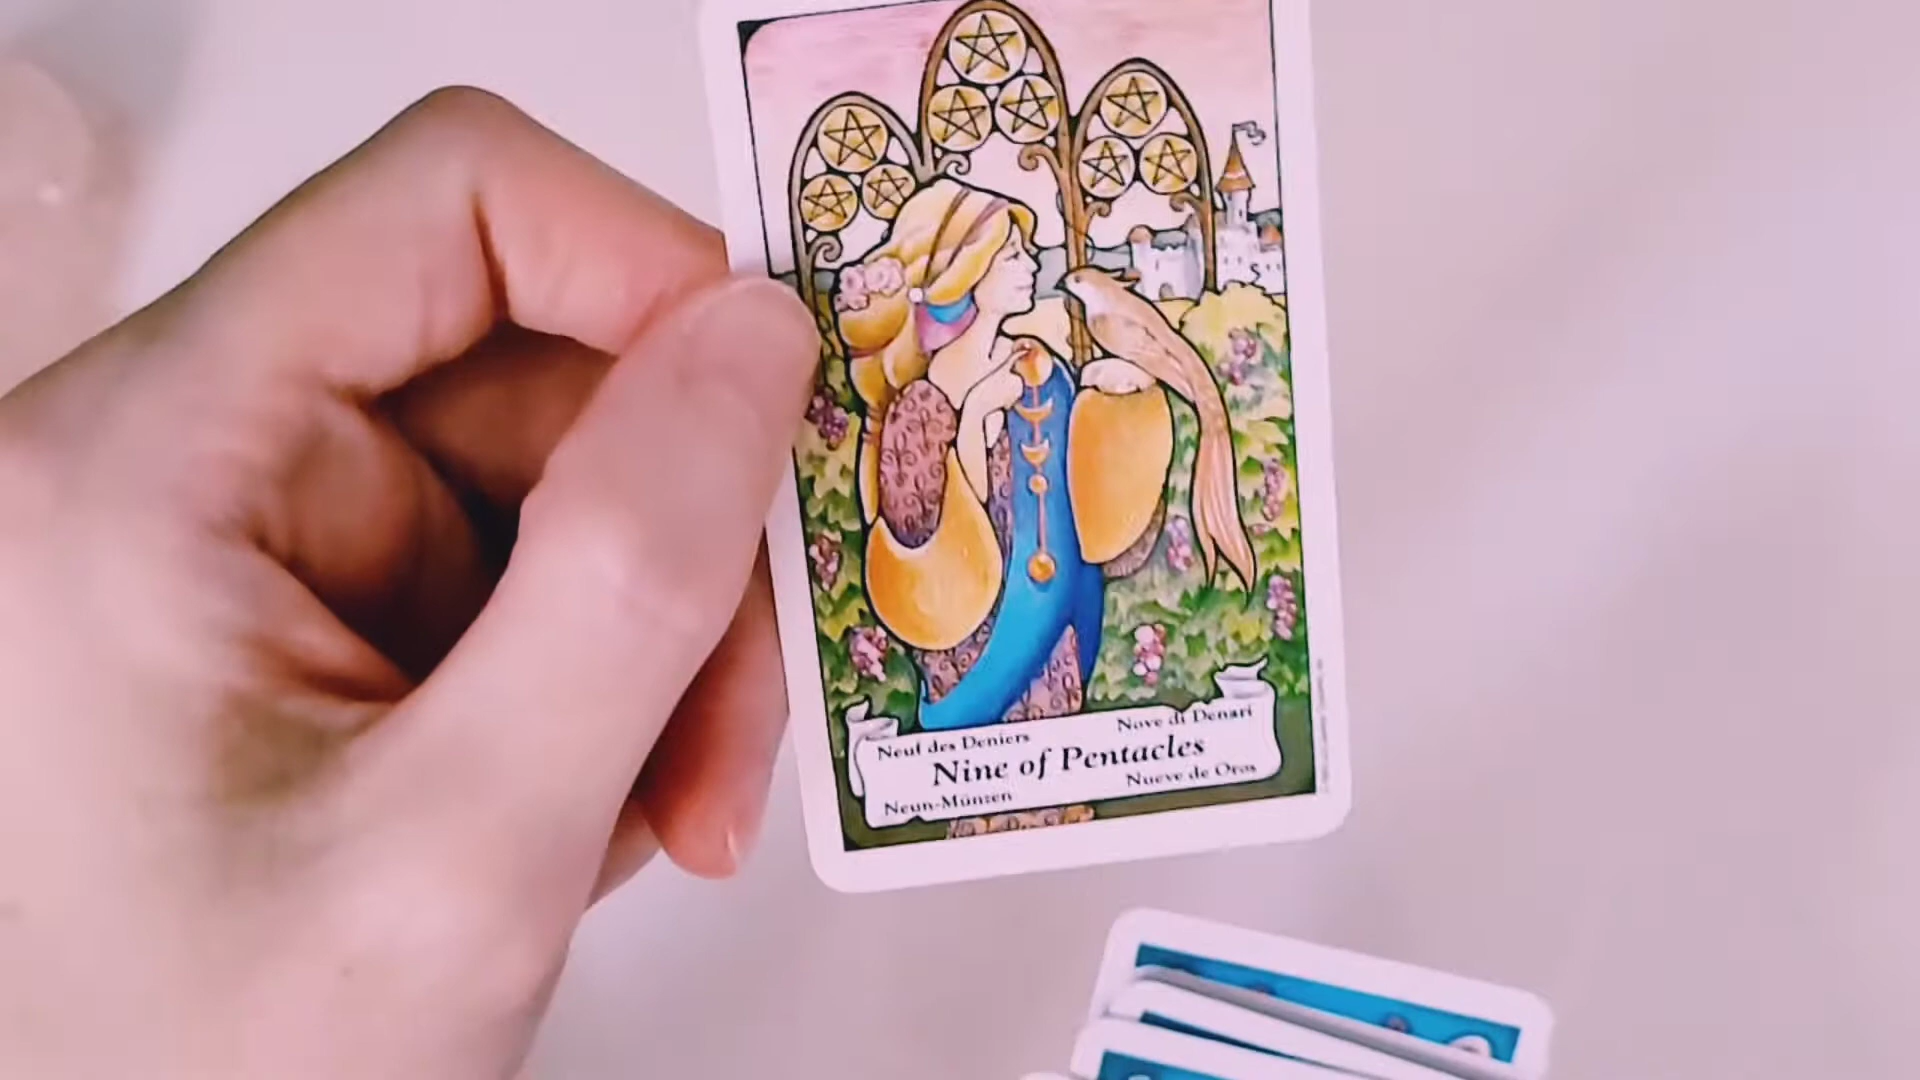 Neuf des Deniers
Nove di Denari
Nine of Pentacles
Neun-Münzen
Nueve de Oros